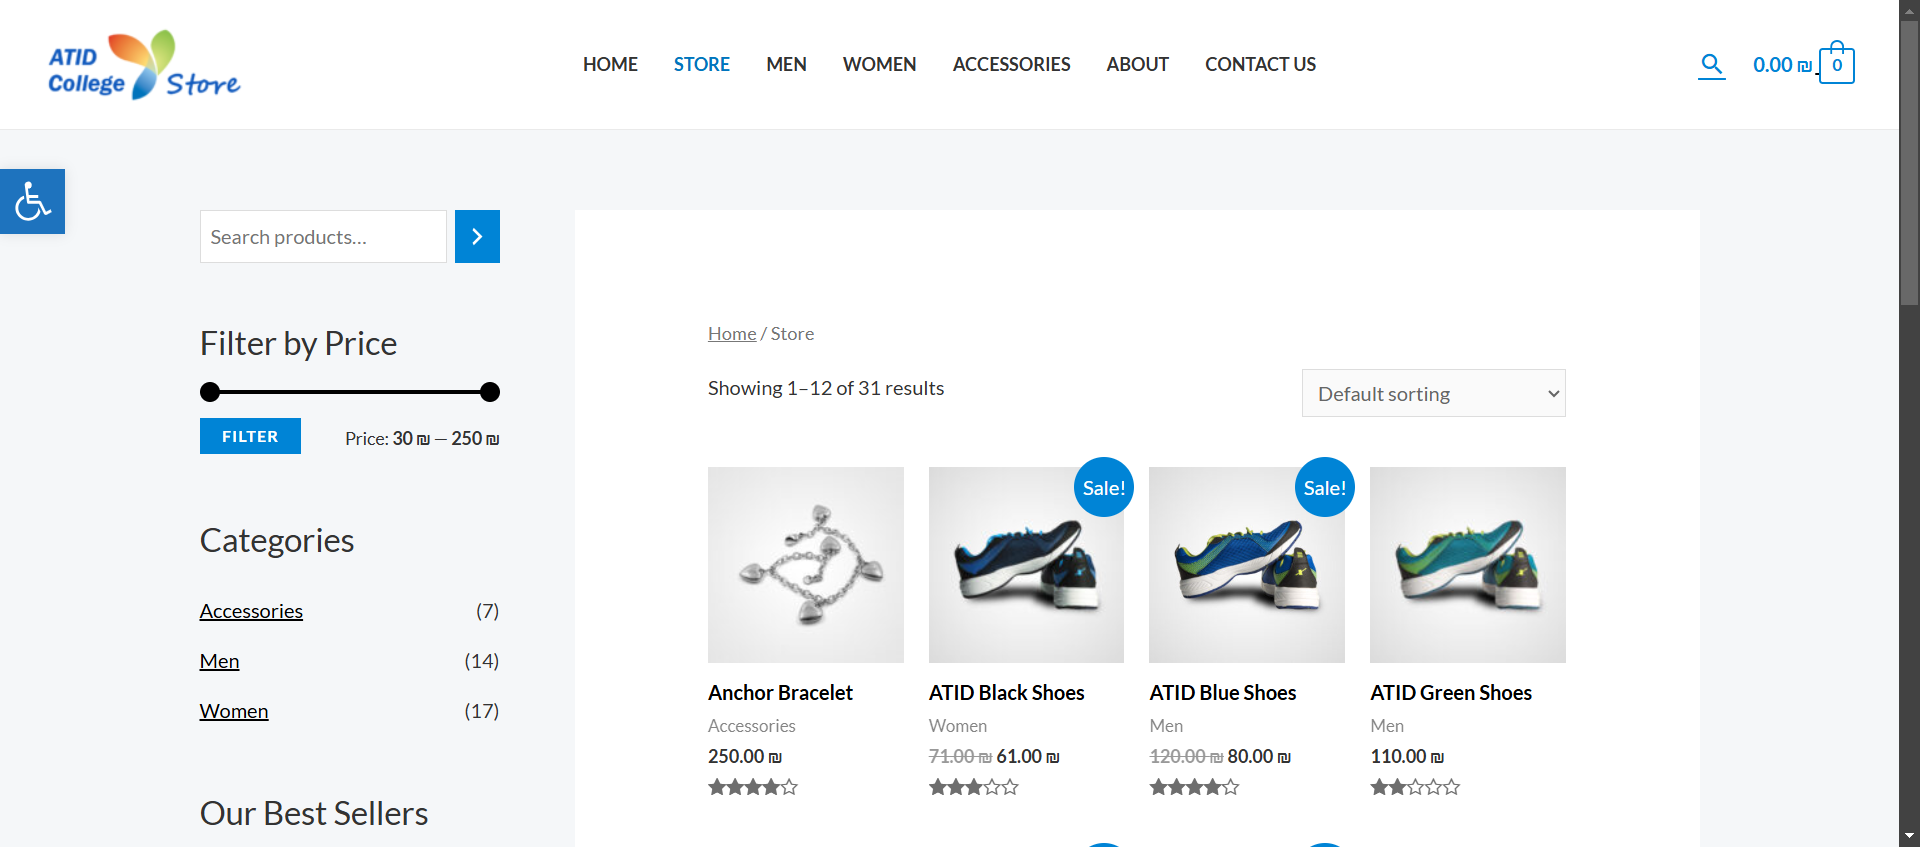 ATID
College Store
HOME STORE MEN WOMEN ACCESSORIES ABOUT CONTACT US
0.00 ₪ 0
Search products...
Filter by Price
FILTER Price: 30 ₪ — 250 ₪
Categories
Accessories (7)
Men (14)
Women (17)
Our Best Sellers
Home / Store
Showing 1–12 of 31 results
Default sorting
Sale! Sale!
Anchor Bracelet ATID Black Shoes ATID Blue Shoes ATID Green Shoes
Accessories Women Men Men
250.00 ₪ 71.00 ₪ 61.00 ₪ 120.00 ₪ 80.00 ₪ 110.00 ₪